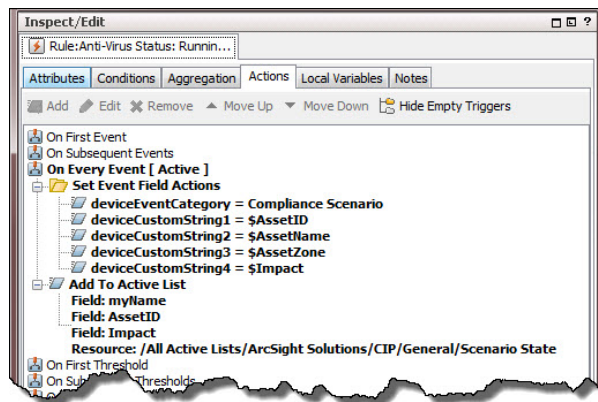 Inspect/Edit
Rule:Anti-Virus Status: Runnin...
Attributes Conditions Aggregation Actions Local Variables Notes
Add Edit Remove Move Up Move Down Hide Empty Triggers
On First Event
On Subsequent Events
On Every Event [ Active ]
Set Event Field Actions
deviceEventCategory = Compliance Scenario
deviceCustomString1 = $AssetID
deviceCustomString2 = $AssetName
deviceCustomString3 = $AssetZone
deviceCustomString4 = $Impact
Add To Active List
Field: myName
Field: AssetID
Field: Impact
Resource: /All Active Lists/ArcSight Solutions/CIP/General/Scenario State
On First Threshold
On Thresholds